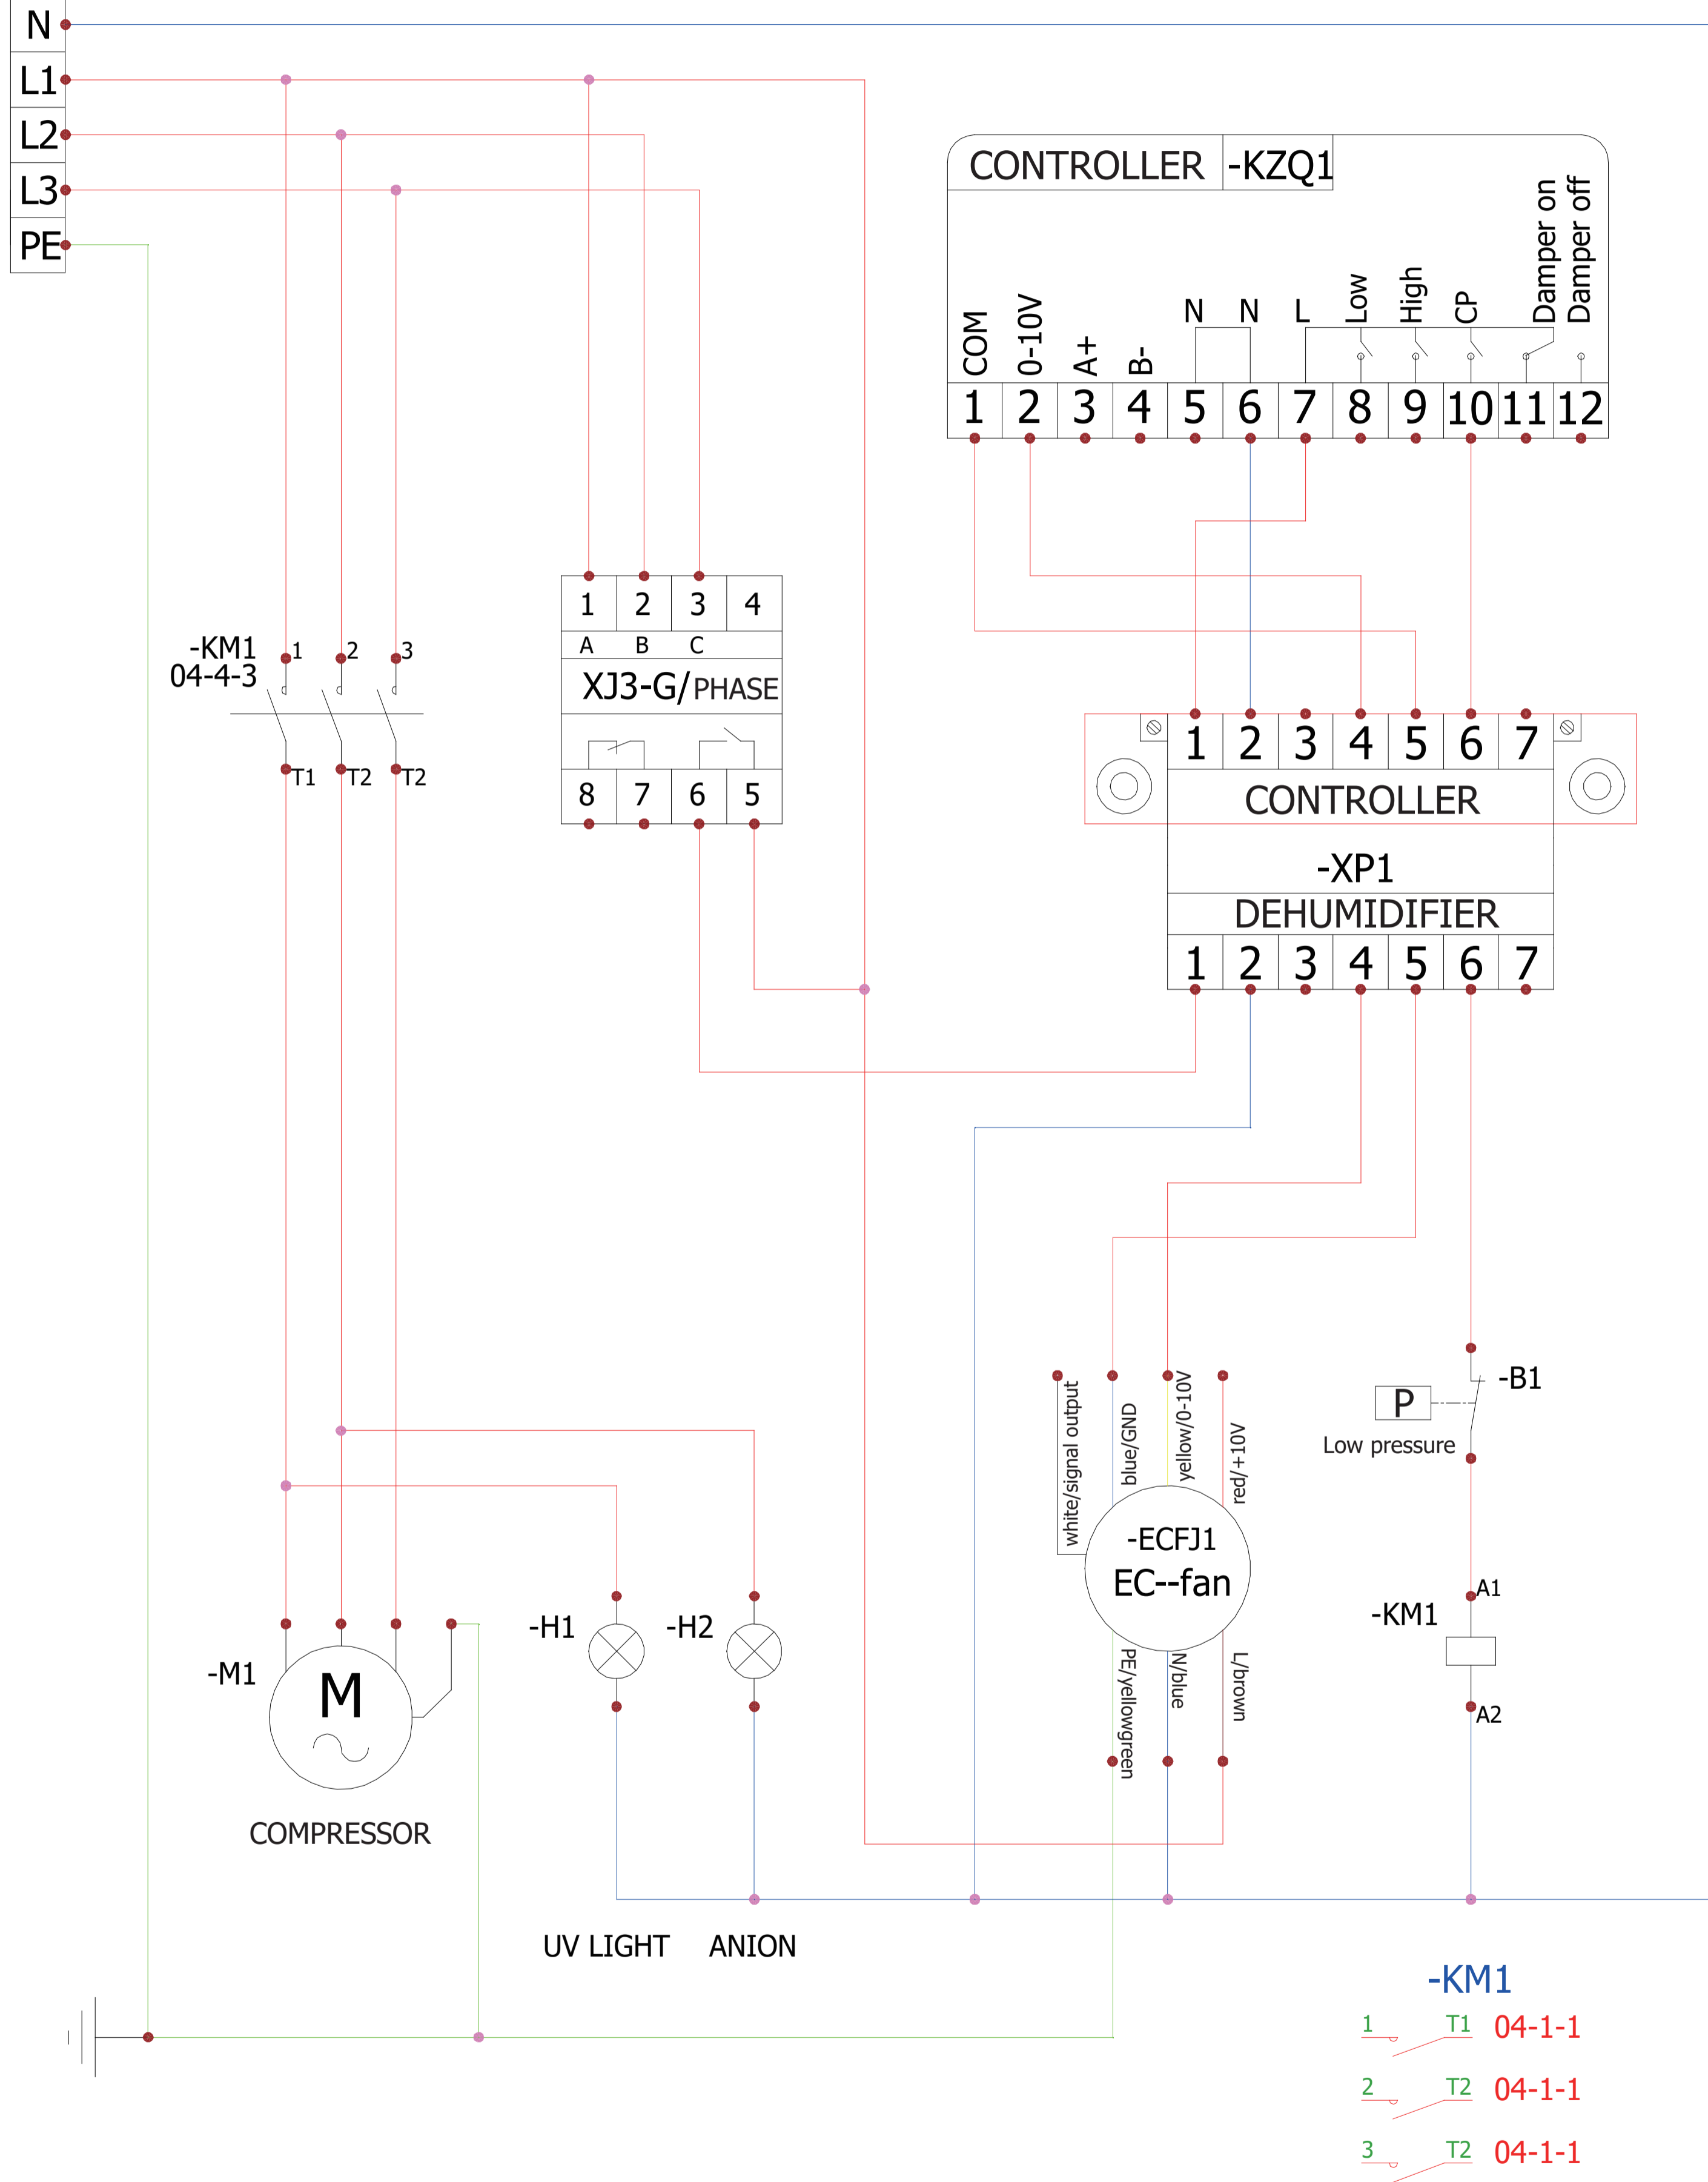 N
L1
L2
L3
PE
CONTROLLER -KZQ1
COM
0-10V
A+
B-
N
N
L
Low
High
CP
Damper on
Damper off
1 2 3 4 5 6 7 8 9 10 11 12
-KM1
04-4-3
1
2
3
T1
T2
T2
1 2 3 4
A B C
XJ3-G/PHASE
8 7 6 5
1 2 3 4 5 6 7
CONTROLLER
-XP1
DEHUMIDIFIER
1 2 3 4 5 6 7
white/signal output
blue/GND
yellow/0-10V
red/+10V
-ECFJ1
EC--fan
PE/yellowgreen
N/blue
L/brown
-B1
P
Low pressure
A1
-KM1
A2
-H1
-H2
-M1
M
COMPRESSOR
UV LIGHT
ANION
-KM1
1 T1 04-1-1
2 T2 04-1-1
3 T2 04-1-1